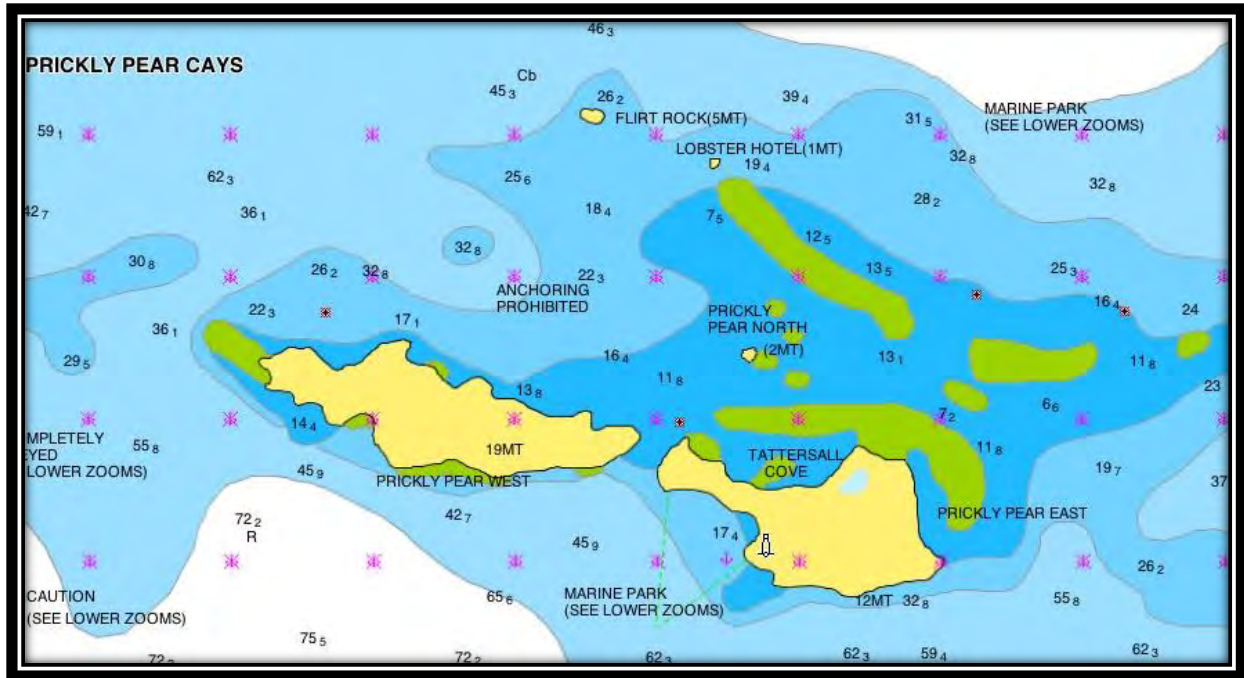 46₃
PRICKLY PEAR CAYS
Cb
45₃
26₂
39₄
MARINE PARK
(SEE LOWER ZOOMS)
FLIRT ROCK(5MT)
31₅
59₁
LOBSTER HOTEL(1MT)
32₈
19₄
62₃
25₆
32₈
42₇
36₁
18₄
28₂
7₅
12₅
32₈
30₈
26₂
32₈
22₃
13₅
25₃
ANCHORING
PROHIBITED
16₄
22₃
17₁
PRICKLY
PEAR NORTH
(2MT)
24
36₁
29₅
16₄
13₁
11₈
11₈
13₈
23
6₆
7₂
14₄
MPLETELY
EYED
LOWER ZOOMS)
55₈
19MT
TATTERSALL
COVE
11₈
45₉
PRICKLY PEAR WEST
19₇
37
72₂
R
42₇
PRICKLY PEAR EAST
17₄
45₉
26₂
CAUTION
(SEE LOWER ZOOMS)
65₆
MARINE PARK
(SEE LOWER ZOOMS)
12MT
32₈
55₈
75₅
72₂
62₃
62₃
59₄
62₃